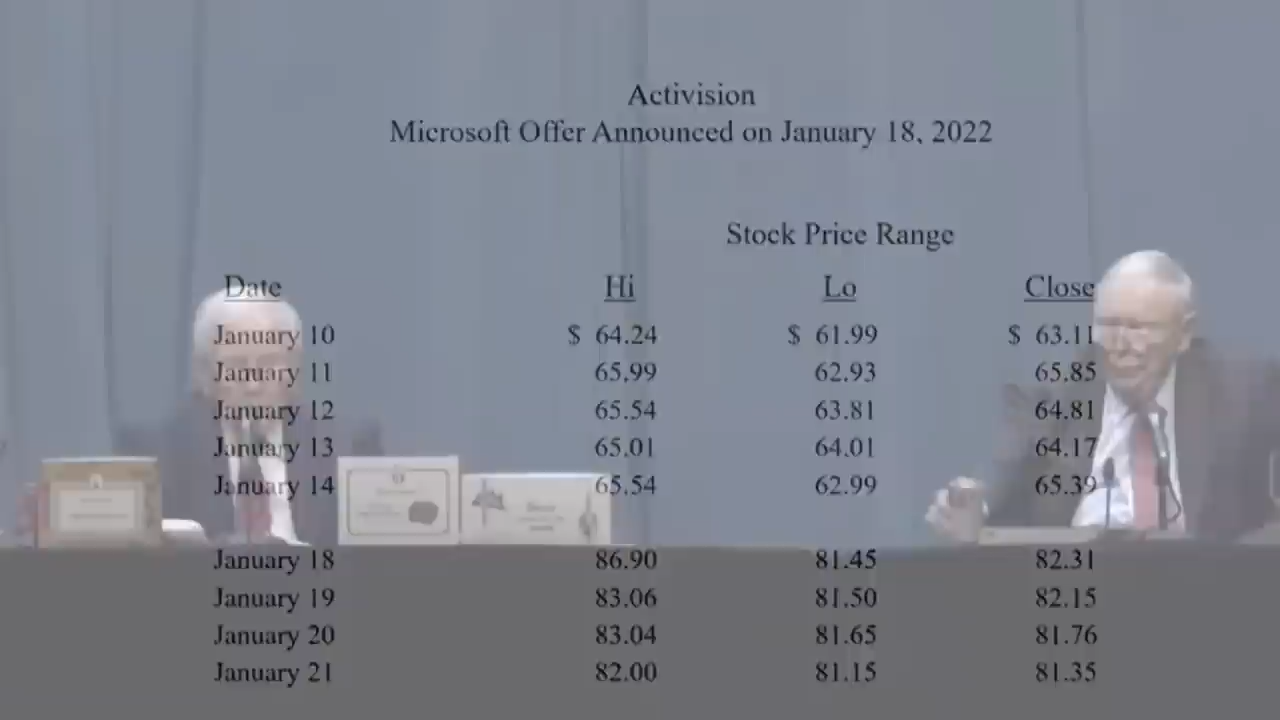 Activision
Microsoft Offer Announced on January 18, 2022
Stock Price Range
Date Hi Lo Close
January 10 $ 64.24 $ 61.99 $ 63.11
January 11 65.99 62.93 65.85
January 12 65.54 63.81 64.81
January 13 65.01 64.01 64.17
January 14 65.54 62.99 65.39
January 18 86.90 81.45 82.31
January 19 83.06 81.50 82.15
January 20 83.04 81.65 81.76
January 21 82.00 81.15 81.35